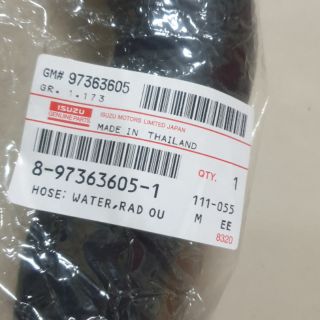 GM# 97363605
GR. 1-173
ISUZU
GENUINE PARTS
ISUZU MOTORS LIMITED JAPAN
MADE IN THAILAND
QTY. 1
8-97363605-1
111-055
HOSE; WATER,RAD OU
M EE
8320